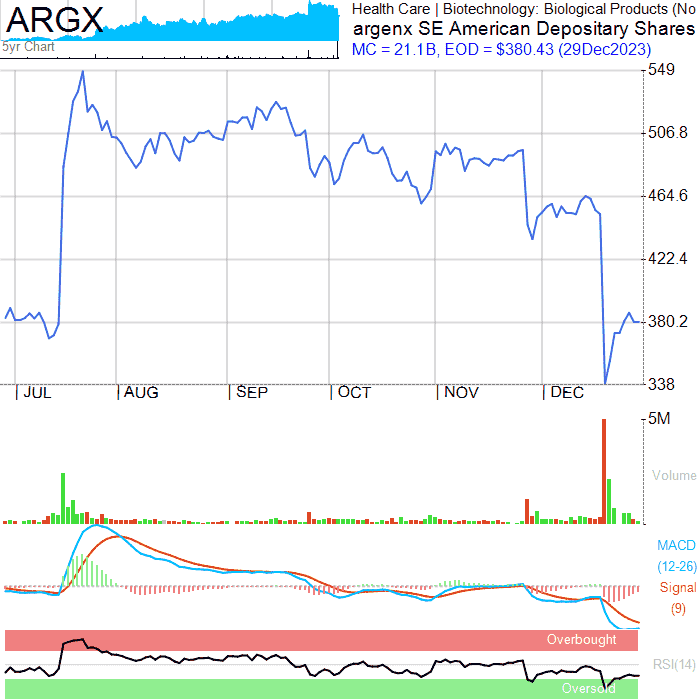 ARGX
5yr Chart
Health Care | Biotechnology: Biological Products (No
argenx SE American Depositary Shares
MC = 21.1B, EOD = $380.43 (29Dec2023)
549
506.8
464.6
422.4
380.2
338
| JUL | AUG | SEP | OCT | NOV | DEC
5M
Volume
MACD
(12-26)
Signal
(9)
Overbought
RSI(14)
Oversold